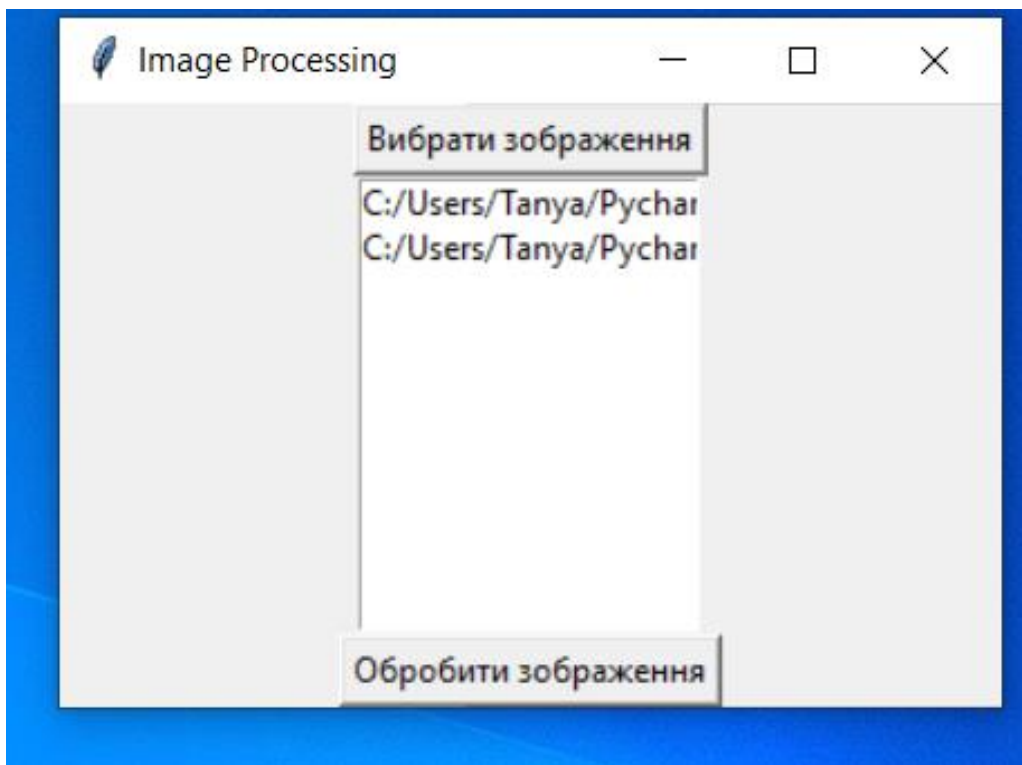 Image Processing
Вибрати зображення
C:/Users/Tanya/Pychar
C:/Users/Tanya/Pychar
Обробити зображення